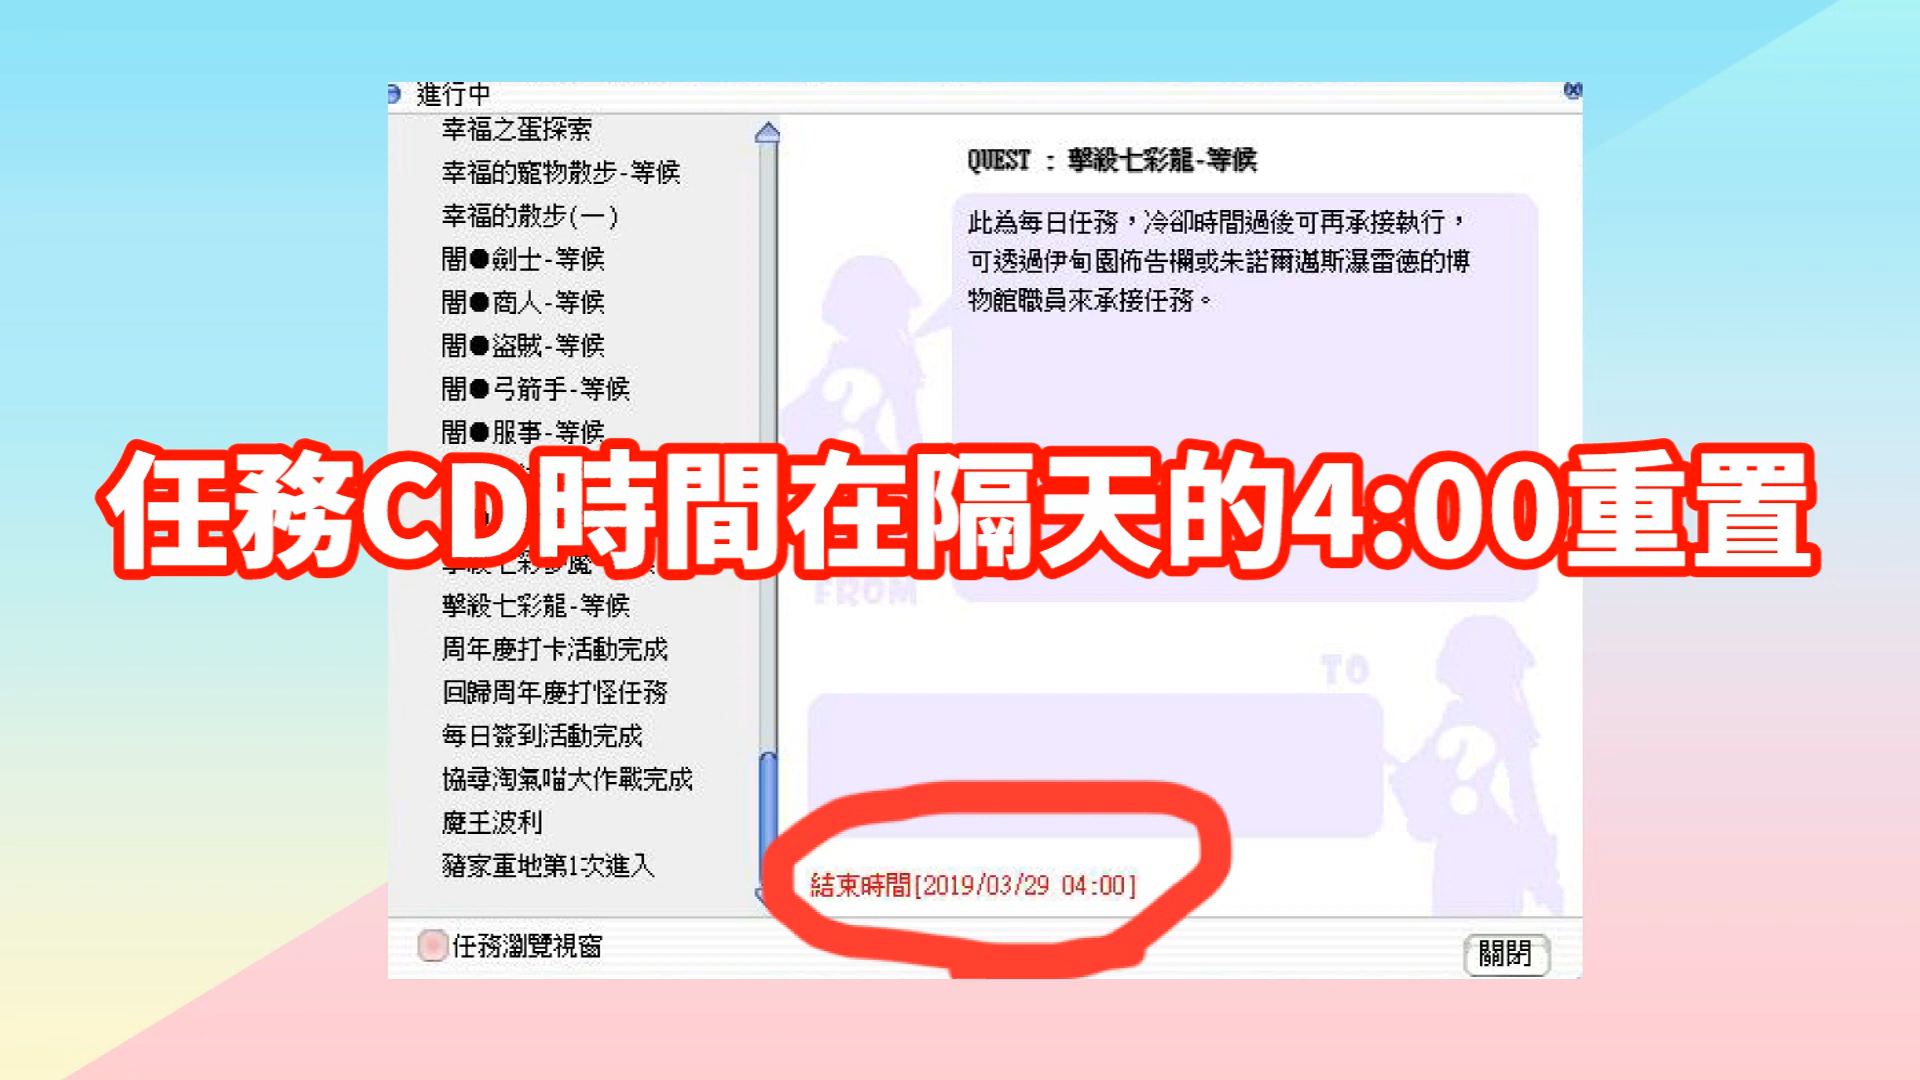 進行中
幸福之蛋探索
幸福的寵物散步-等候
幸福的散步(一)
闇●劍士-等候
闇●商人-等候
闇●盜賊-等候
闇●弓箭手-等候
闇●服事-等候
擊殺七彩龍-等候
周年慶打卡活動完成
回歸周年慶打怪任務
每日簽到活動完成
協尋淘氣喵大作戰完成
魔王波利
豬家重地第1次進入
任務瀏覽視窗
QUEST : 擊殺七彩龍-等候
此為每日任務，冷卻時間過後可再承接執行，
可透過伊甸園佈告欄或朱諾爾邁斯瀑雷德的博
物館職員來承接任務。
任務CD時間在隔天的4:00重置
FROM
TO
結束時間[2019/03/29 04:00]
關閉